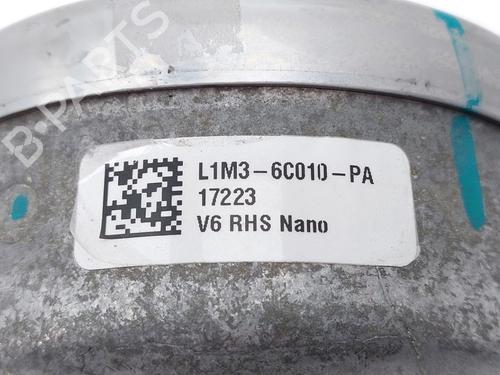 B-PARTS
L1M3-6C010-PA
17223
V6 RHS Nano